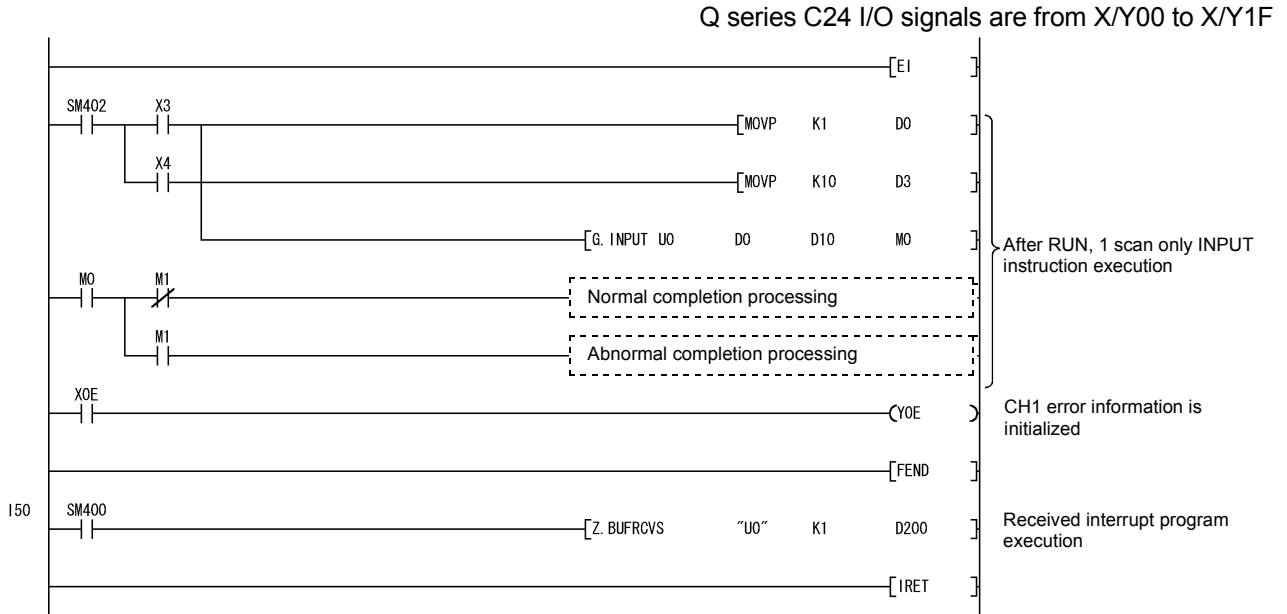 Q series C24 I/O signals are from X/Y00 to X/Y1F
EI
SM402 X3
MOVP K1 D0
X4
MOVP K10 D3
G.INPUT U0 D0 D10 M0
After RUN, 1 scan only INPUT
instruction execution
M0 M1
Normal completion processing
M1
Abnormal completion processing
X0E
Y0E
CH1 error information is
initialized
FEND
I50 SM400
Z.BUFRCVS "U0" K1 D200
Received interrupt program
execution
IRET